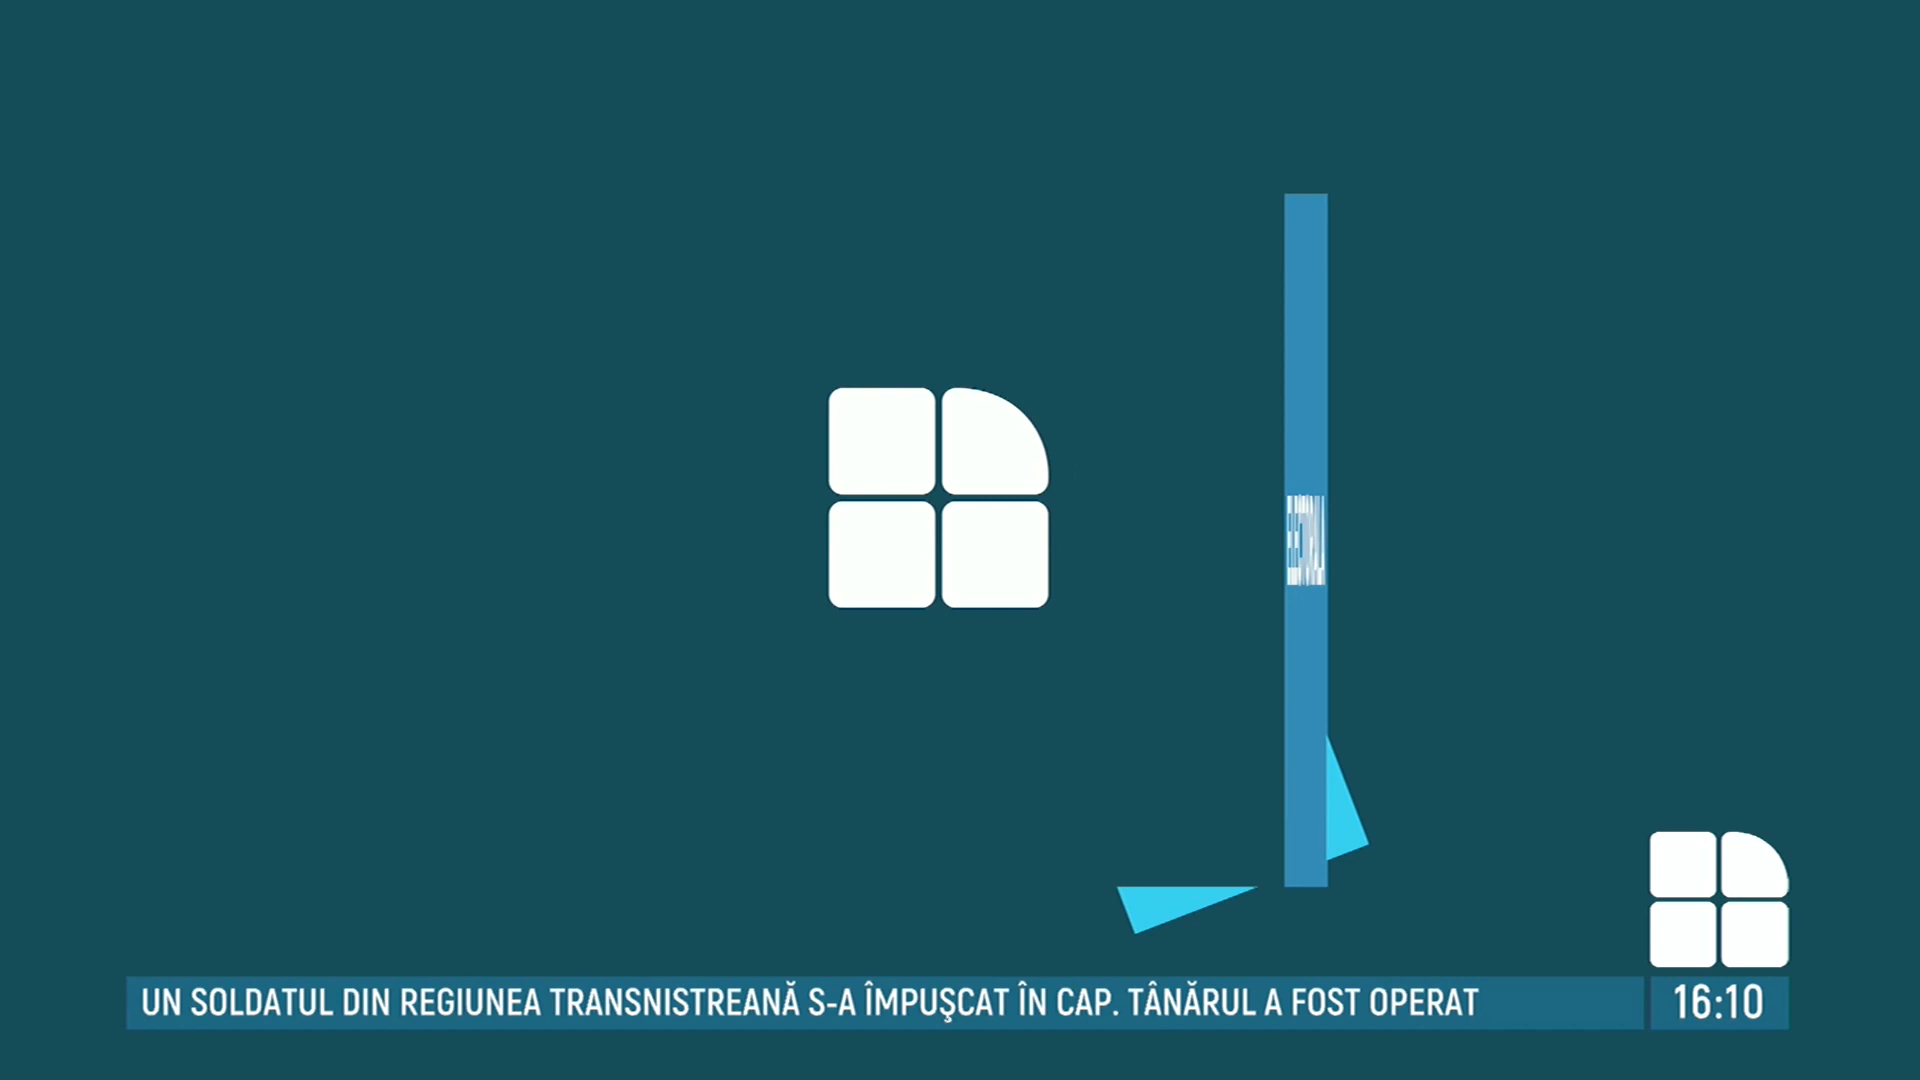 UN SOLDATUL DIN REGIUNEA TRANSNISTREANĂ S-A ÎMPUŞCAT ÎN CAP. TÂNĂRUL A FOST OPERAT
16:10